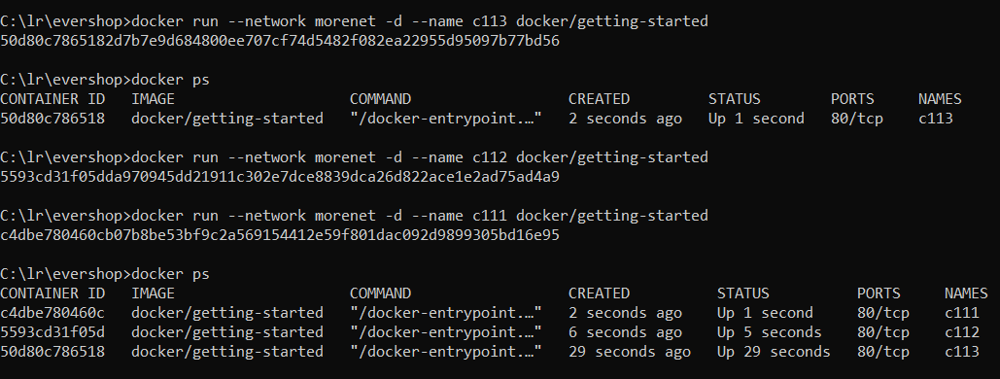 C:\lr\evershop>docker run --network morenet -d --name c113 docker/getting-started
50d80c7865182d7b7e9d684800ee707cf74d5482f082ea22955d95097b77bd56
C:\lr\evershop>docker ps
CONTAINER ID   IMAGE                    COMMAND                  CREATED         STATUS        PORTS     NAMES
50d80c786518   docker/getting-started   "/docker-entrypoint.…"   2 seconds ago   Up 1 second   80/tcp    c113
C:\lr\evershop>docker run --network morenet -d --name c112 docker/getting-started
5593cd31f05dda970945dd21911c302e7dce8839dca26d822ace1e2ad75ad4a9
C:\lr\evershop>docker run --network morenet -d --name c111 docker/getting-started
c4dbe780460cb07b8be53bf9c2a569154412e59f801dac092d9899305bd16e95
C:\lr\evershop>docker ps
CONTAINER ID   IMAGE                    COMMAND                  CREATED          STATUS          PORTS     NAMES
c4dbe780460c   docker/getting-started   "/docker-entrypoint.…"   2 seconds ago    Up 1 second     80/tcp    c111
5593cd31f05d   docker/getting-started   "/docker-entrypoint.…"   6 seconds ago    Up 5 seconds    80/tcp    c112
50d80c786518   docker/getting-started   "/docker-entrypoint.…"   29 seconds ago   Up 29 seconds   80/tcp    c113